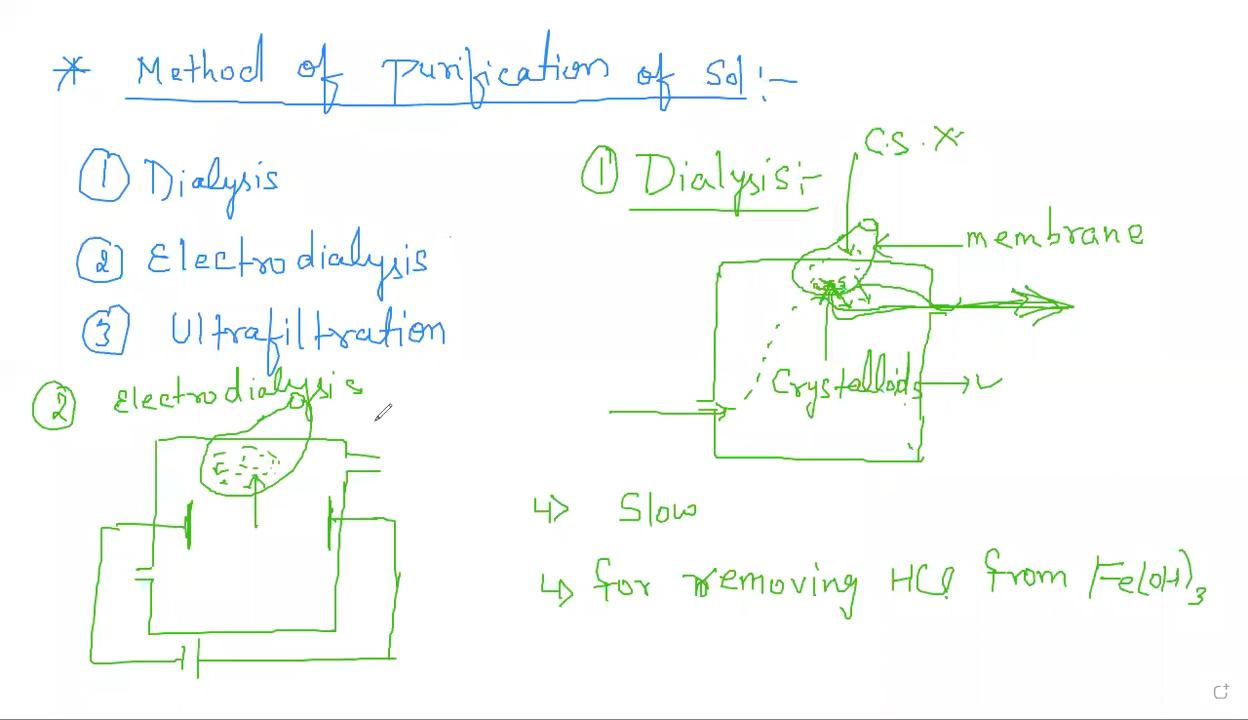 * Method of Purification of Sol :-
① Dialysis
② Electrodialysis
③ Ultrafiltration
① Dialysis :-
C.S. X
membrane
Crystalloids → ✓
↳ Slow
↳ for removing HCl from Fe(OH)₃
② Electrodialysis